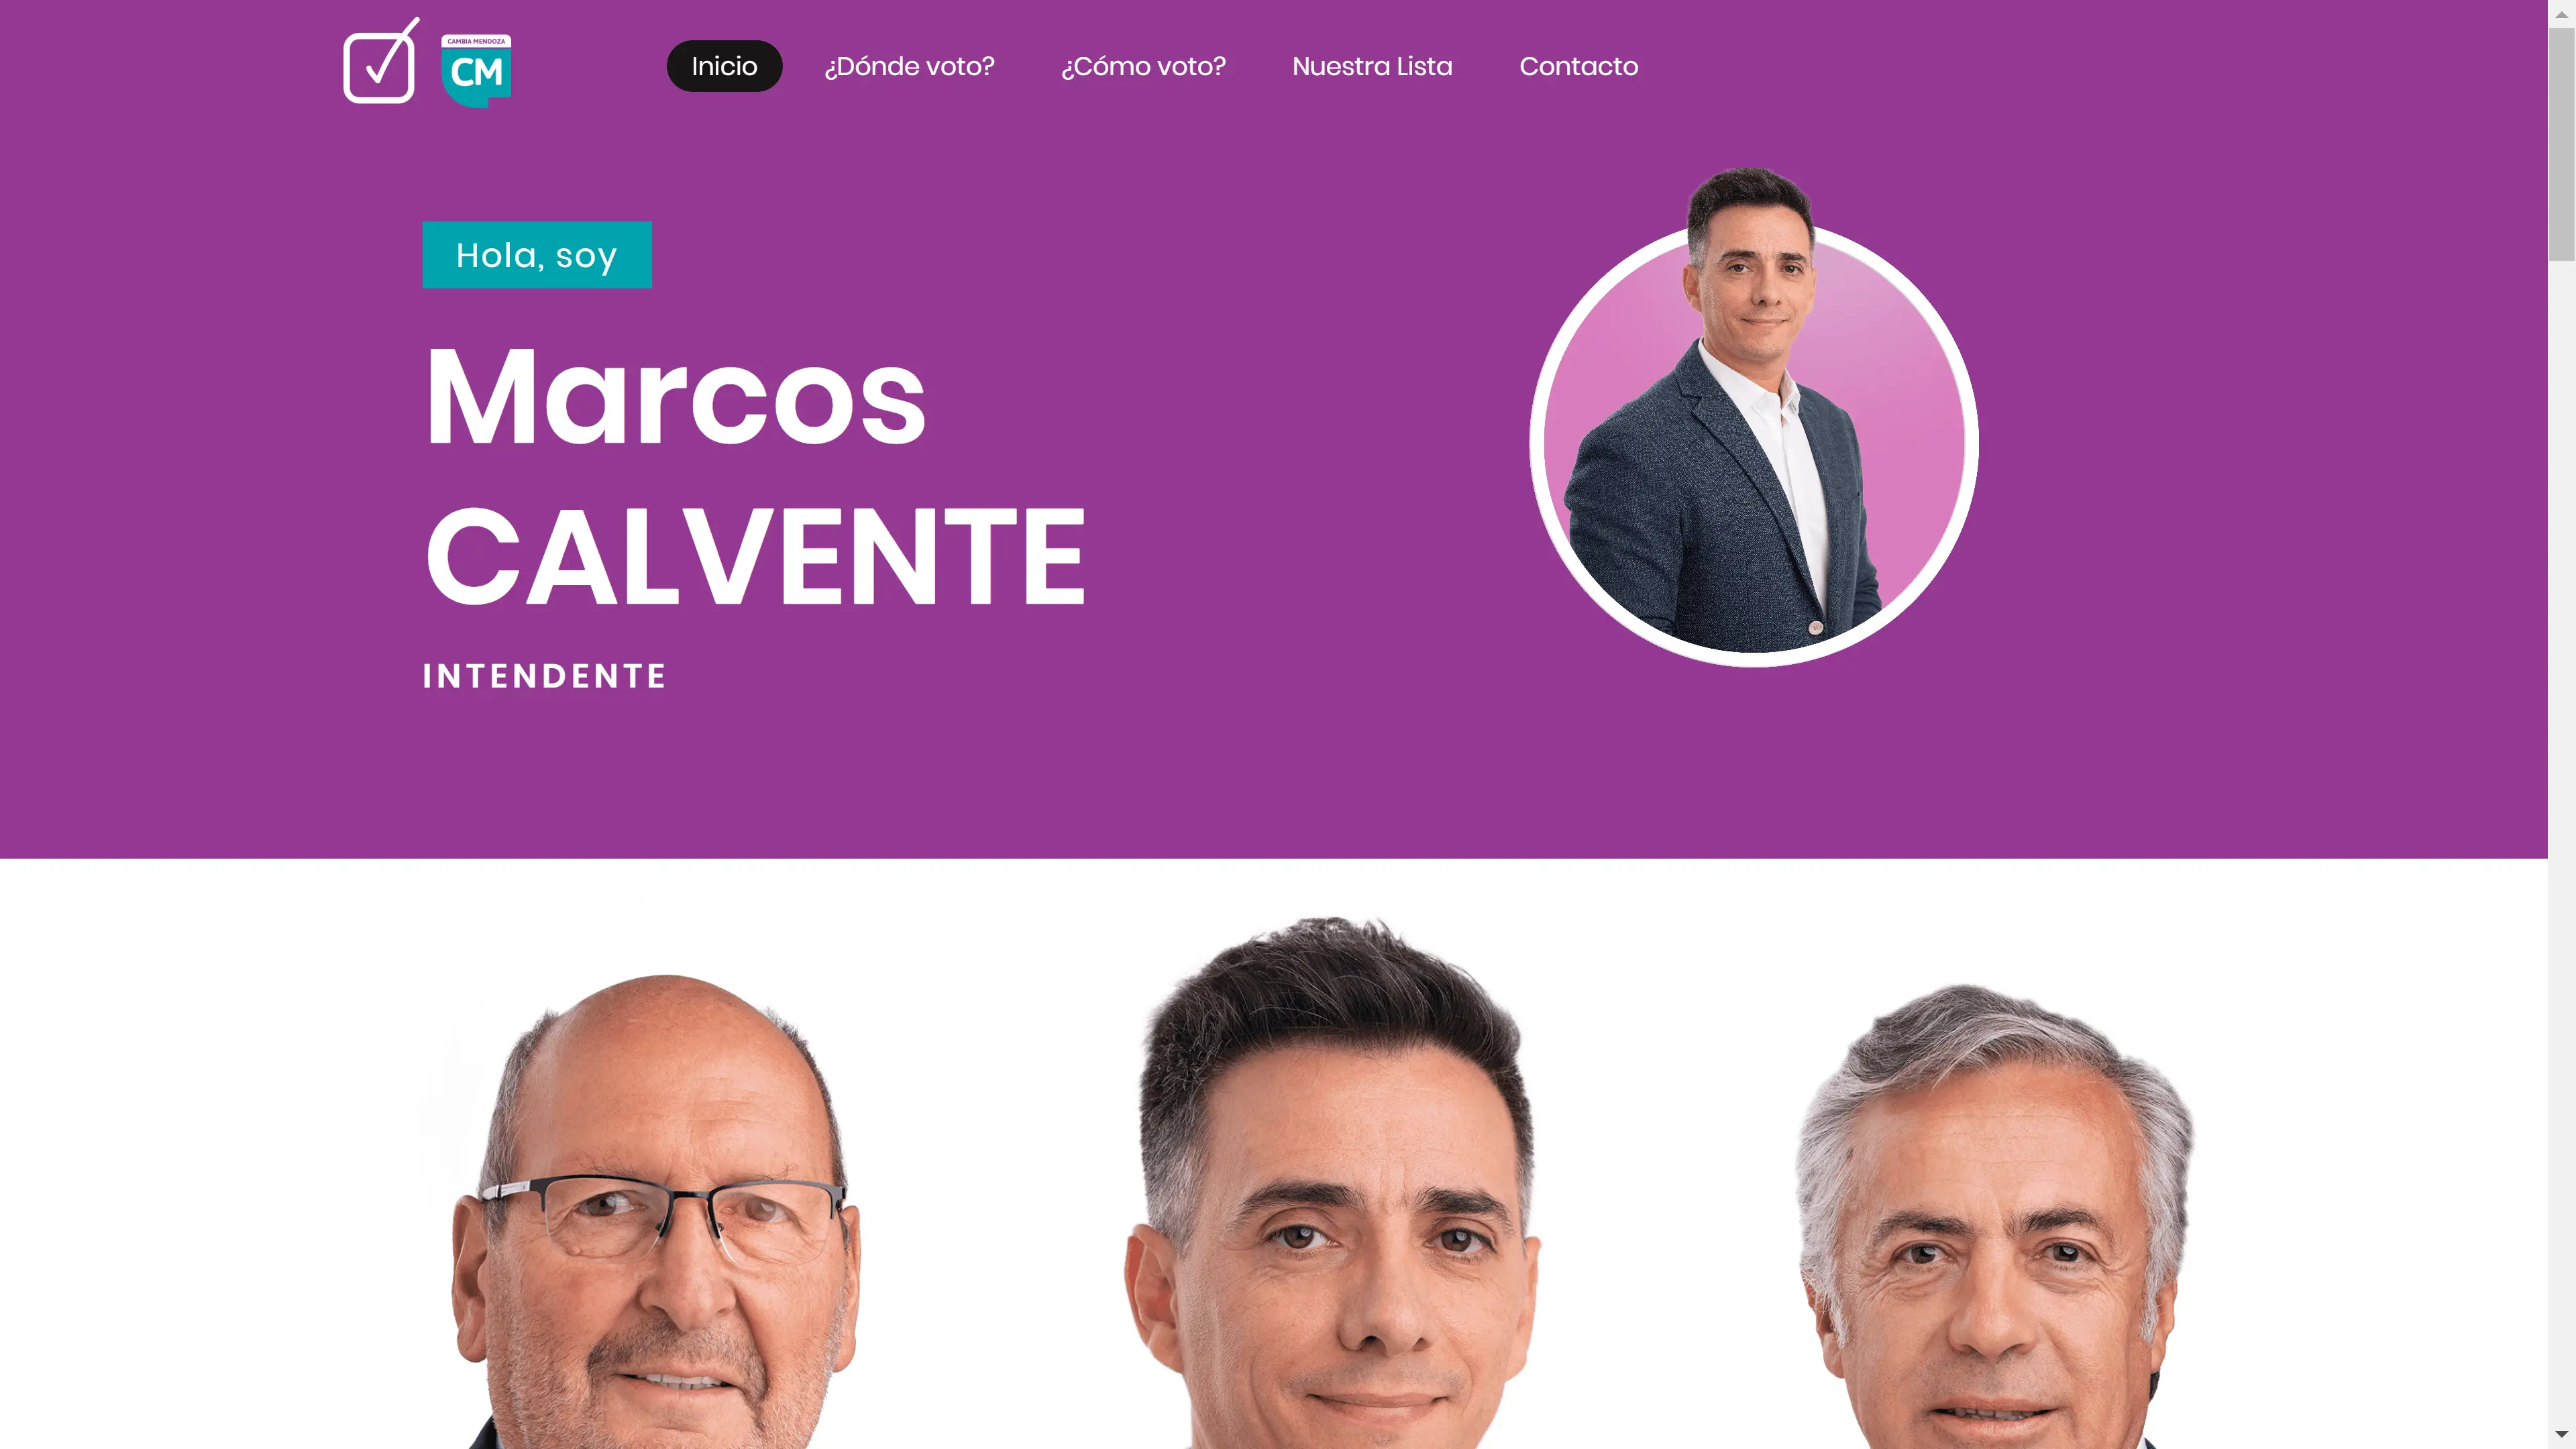 CAMBIA MENDOZA
CM
Inicio
¿Dónde voto?
¿Cómo voto?
Nuestra Lista
Contacto
Hola, soy
Marcos
CALVENTE
INTENDENTE